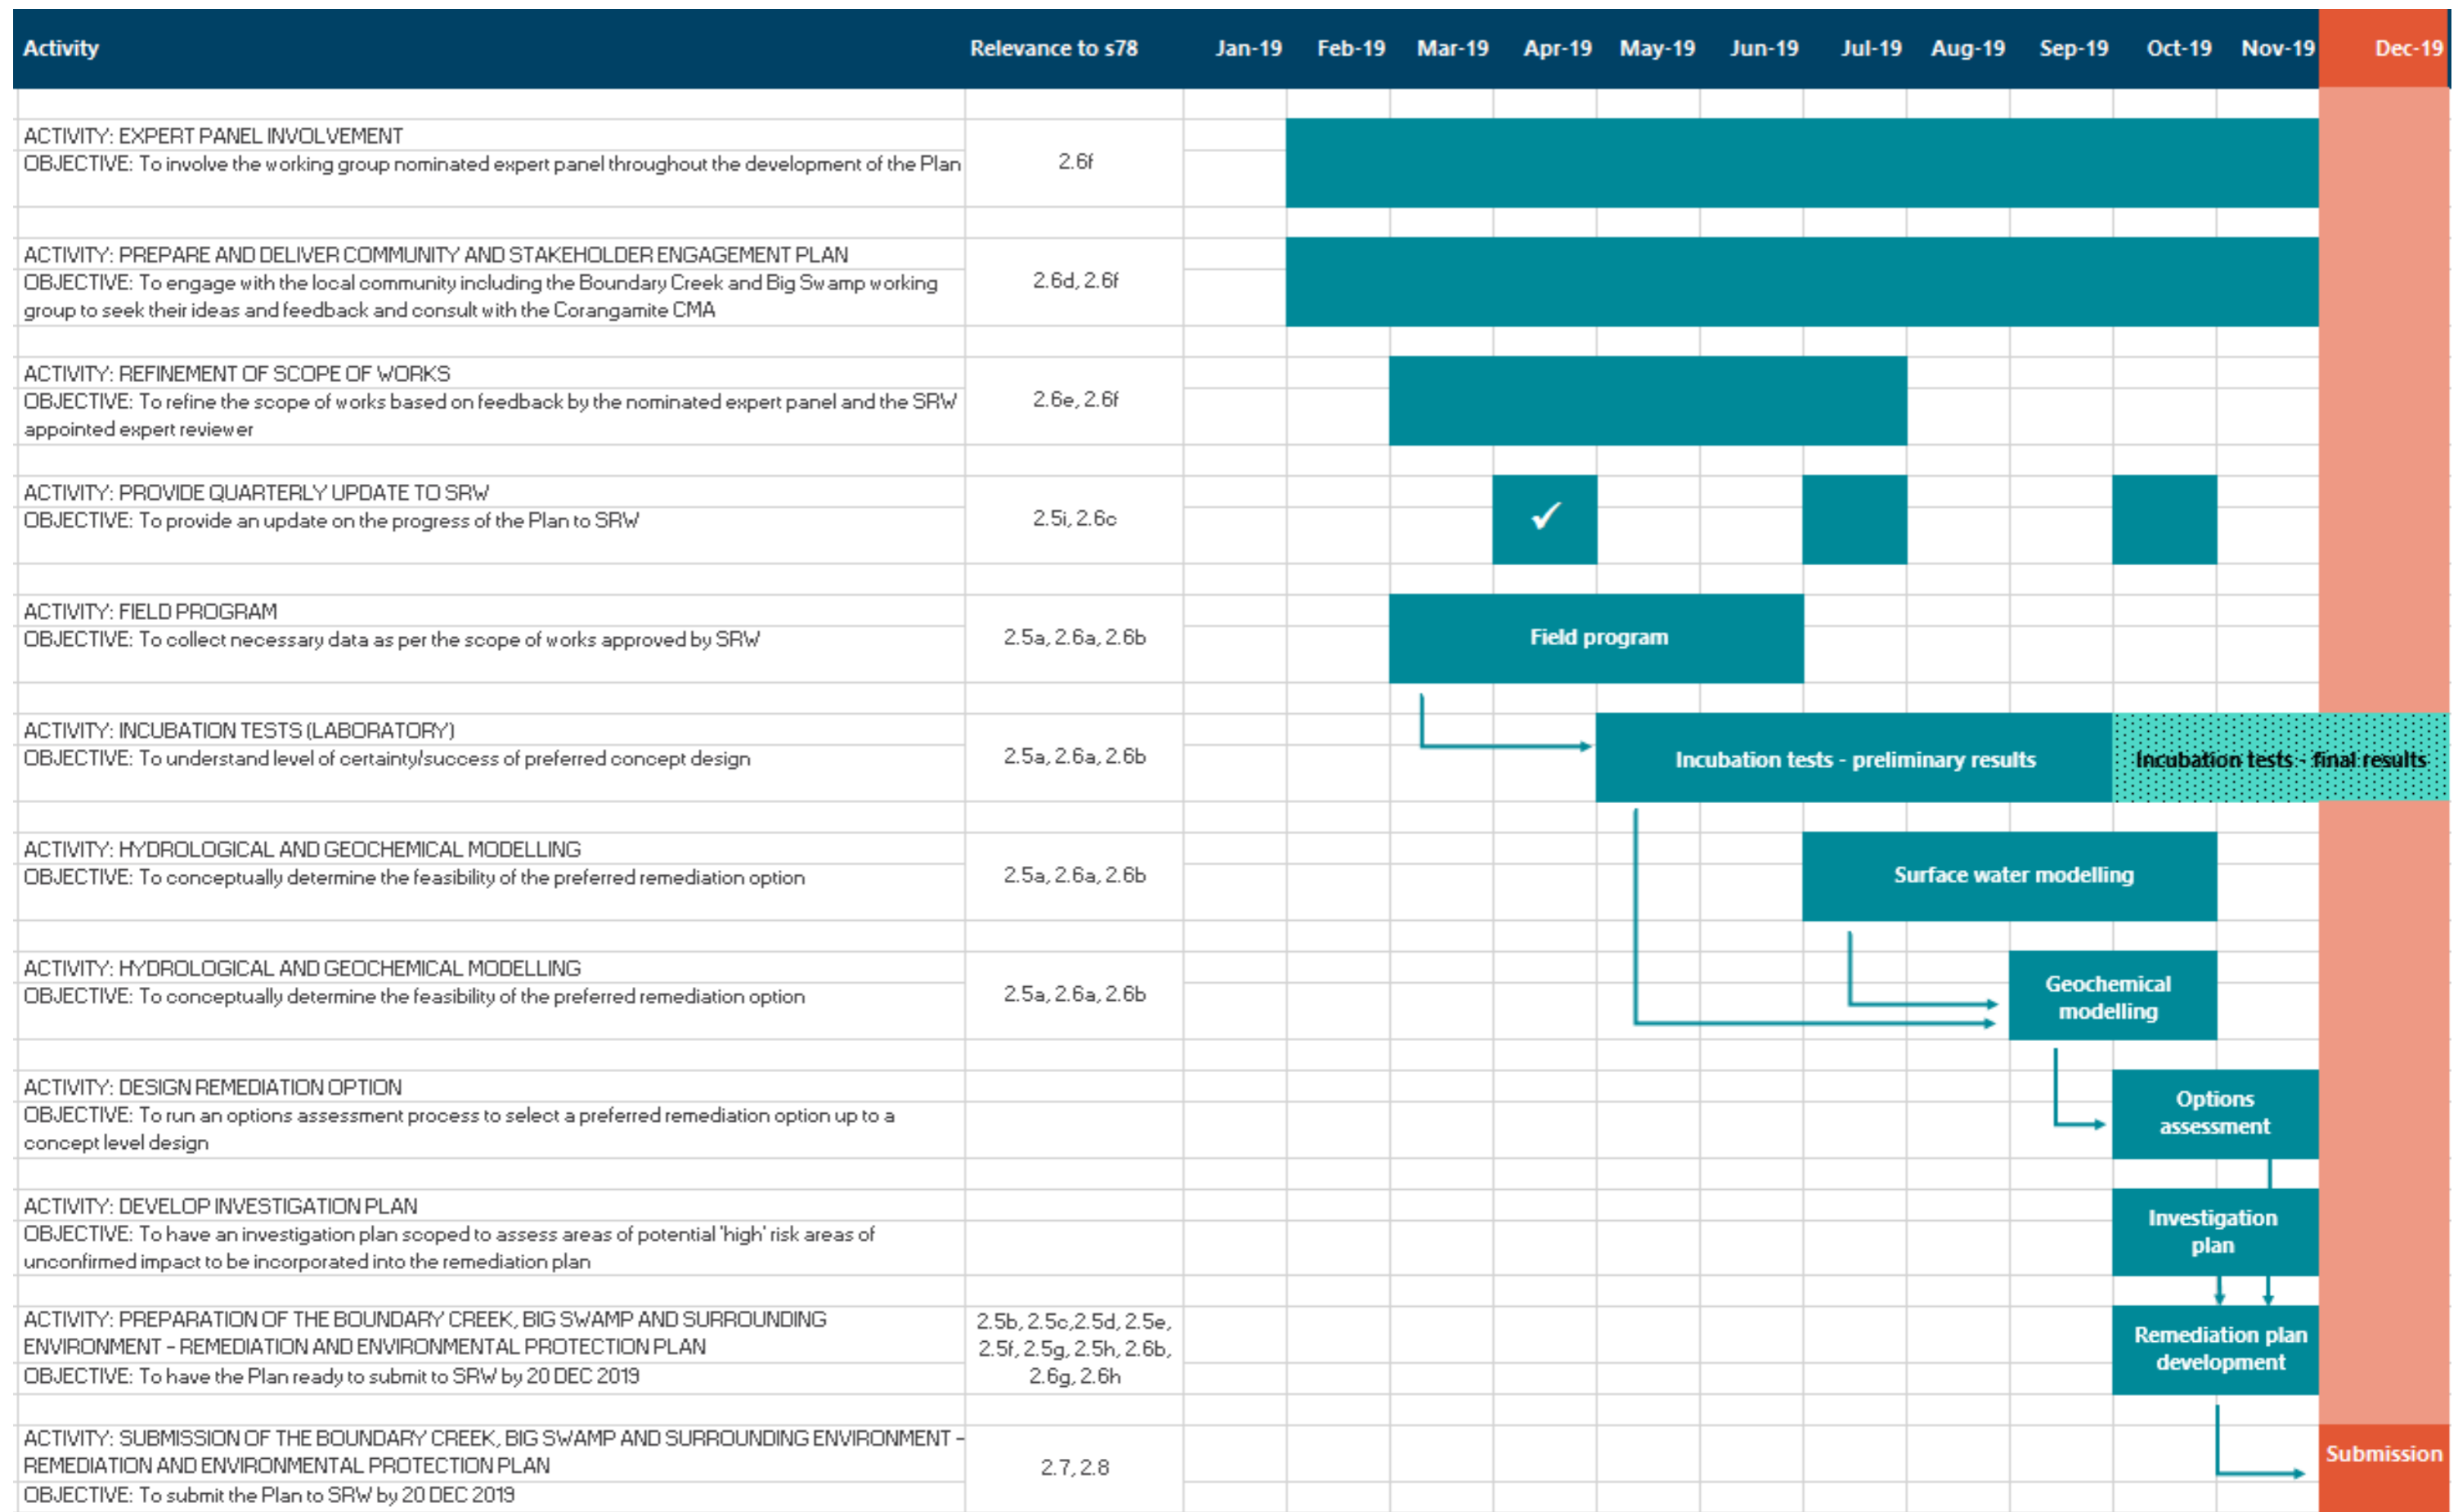 Activity Relevance to s78 Jan-19 Feb-19 Mar-19 Apr-19 May-19 Jun-19 Jul-19 Aug-19 Sep-19 Oct-19 Nov-19 Dec-19
ACTIVITY: EXPERT PANEL INVOLVEMENT
OBJECTIVE: To involve the working group nominated expert panel throughout the development of the Plan
2.6f
ACTIVITY: PREPARE AND DELIVER COMMUNITY AND STAKEHOLDER ENGAGEMENT PLAN
OBJECTIVE: To engage with the local community including the Boundary Creek and Big Swamp working
group to seek their ideas and feedback and consult with the Corangamite CMA
2.6d, 2.6f
ACTIVITY: REFINEMENT OF SCOPE OF WORKS
OBJECTIVE: To refine the scope of works based on feedback by the nominated expert panel and the SRW
appointed expert reviewer
2.6e, 2.6f
ACTIVITY: PROVIDE QUARTERLY UPDATE TO SRW
OBJECTIVE: To provide an update on the progress of the Plan to SRW
2.5i, 2.6c
✓
ACTIVITY: FIELD PROGRAM
OBJECTIVE: To collect necessary data as per the scope of works approved by SRW
2.5a, 2.6a, 2.6b
Field program
ACTIVITY: INCUBATION TESTS (LABORATORY)
OBJECTIVE: To understand level of certainty/success of preferred concept design
2.5a, 2.6a, 2.6b
Incubation tests - preliminary results
Incubation tests - final results
ACTIVITY: HYDROLOGICAL AND GEOCHEMICAL MODELLING
OBJECTIVE: To conceptually determine the feasibility of the preferred remediation option
2.5a, 2.6a, 2.6b
Surface water modelling
ACTIVITY: HYDROLOGICAL AND GEOCHEMICAL MODELLING
OBJECTIVE: To conceptually determine the feasibility of the preferred remediation option
2.5a, 2.6a, 2.6b
Geochemical
modelling
ACTIVITY: DESIGN REMEDIATION OPTION
OBJECTIVE: To run an options assessment process to select a preferred remediation option up to a
concept level design
Options
assessment
ACTIVITY: DEVELOP INVESTIGATION PLAN
OBJECTIVE: To have an investigation plan scoped to assess areas of potential 'high' risk areas of
unconfirmed impact to be incorporated into the remediation plan
Investigation
plan
ACTIVITY: PREPARATION OF THE BOUNDARY CREEK, BIG SWAMP AND SURROUNDING
ENVIRONMENT - REMEDIATION AND ENVIRONMENTAL PROTECTION PLAN
OBJECTIVE: To have the Plan ready to submit to SRW by 20 DEC 2019
2.5b, 2.5c,2.5d, 2.5e,
2.5f, 2.5g, 2.5h, 2.6b,
2.6g, 2.6h
Remediation plan
development
ACTIVITY: SUBMISSION OF THE BOUNDARY CREEK, BIG SWAMP AND SURROUNDING ENVIRONMENT -
REMEDIATION AND ENVIRONMENTAL PROTECTION PLAN
OBJECTIVE: To submit the Plan to SRW by 20 DEC 2019
2.7, 2.8
Submission